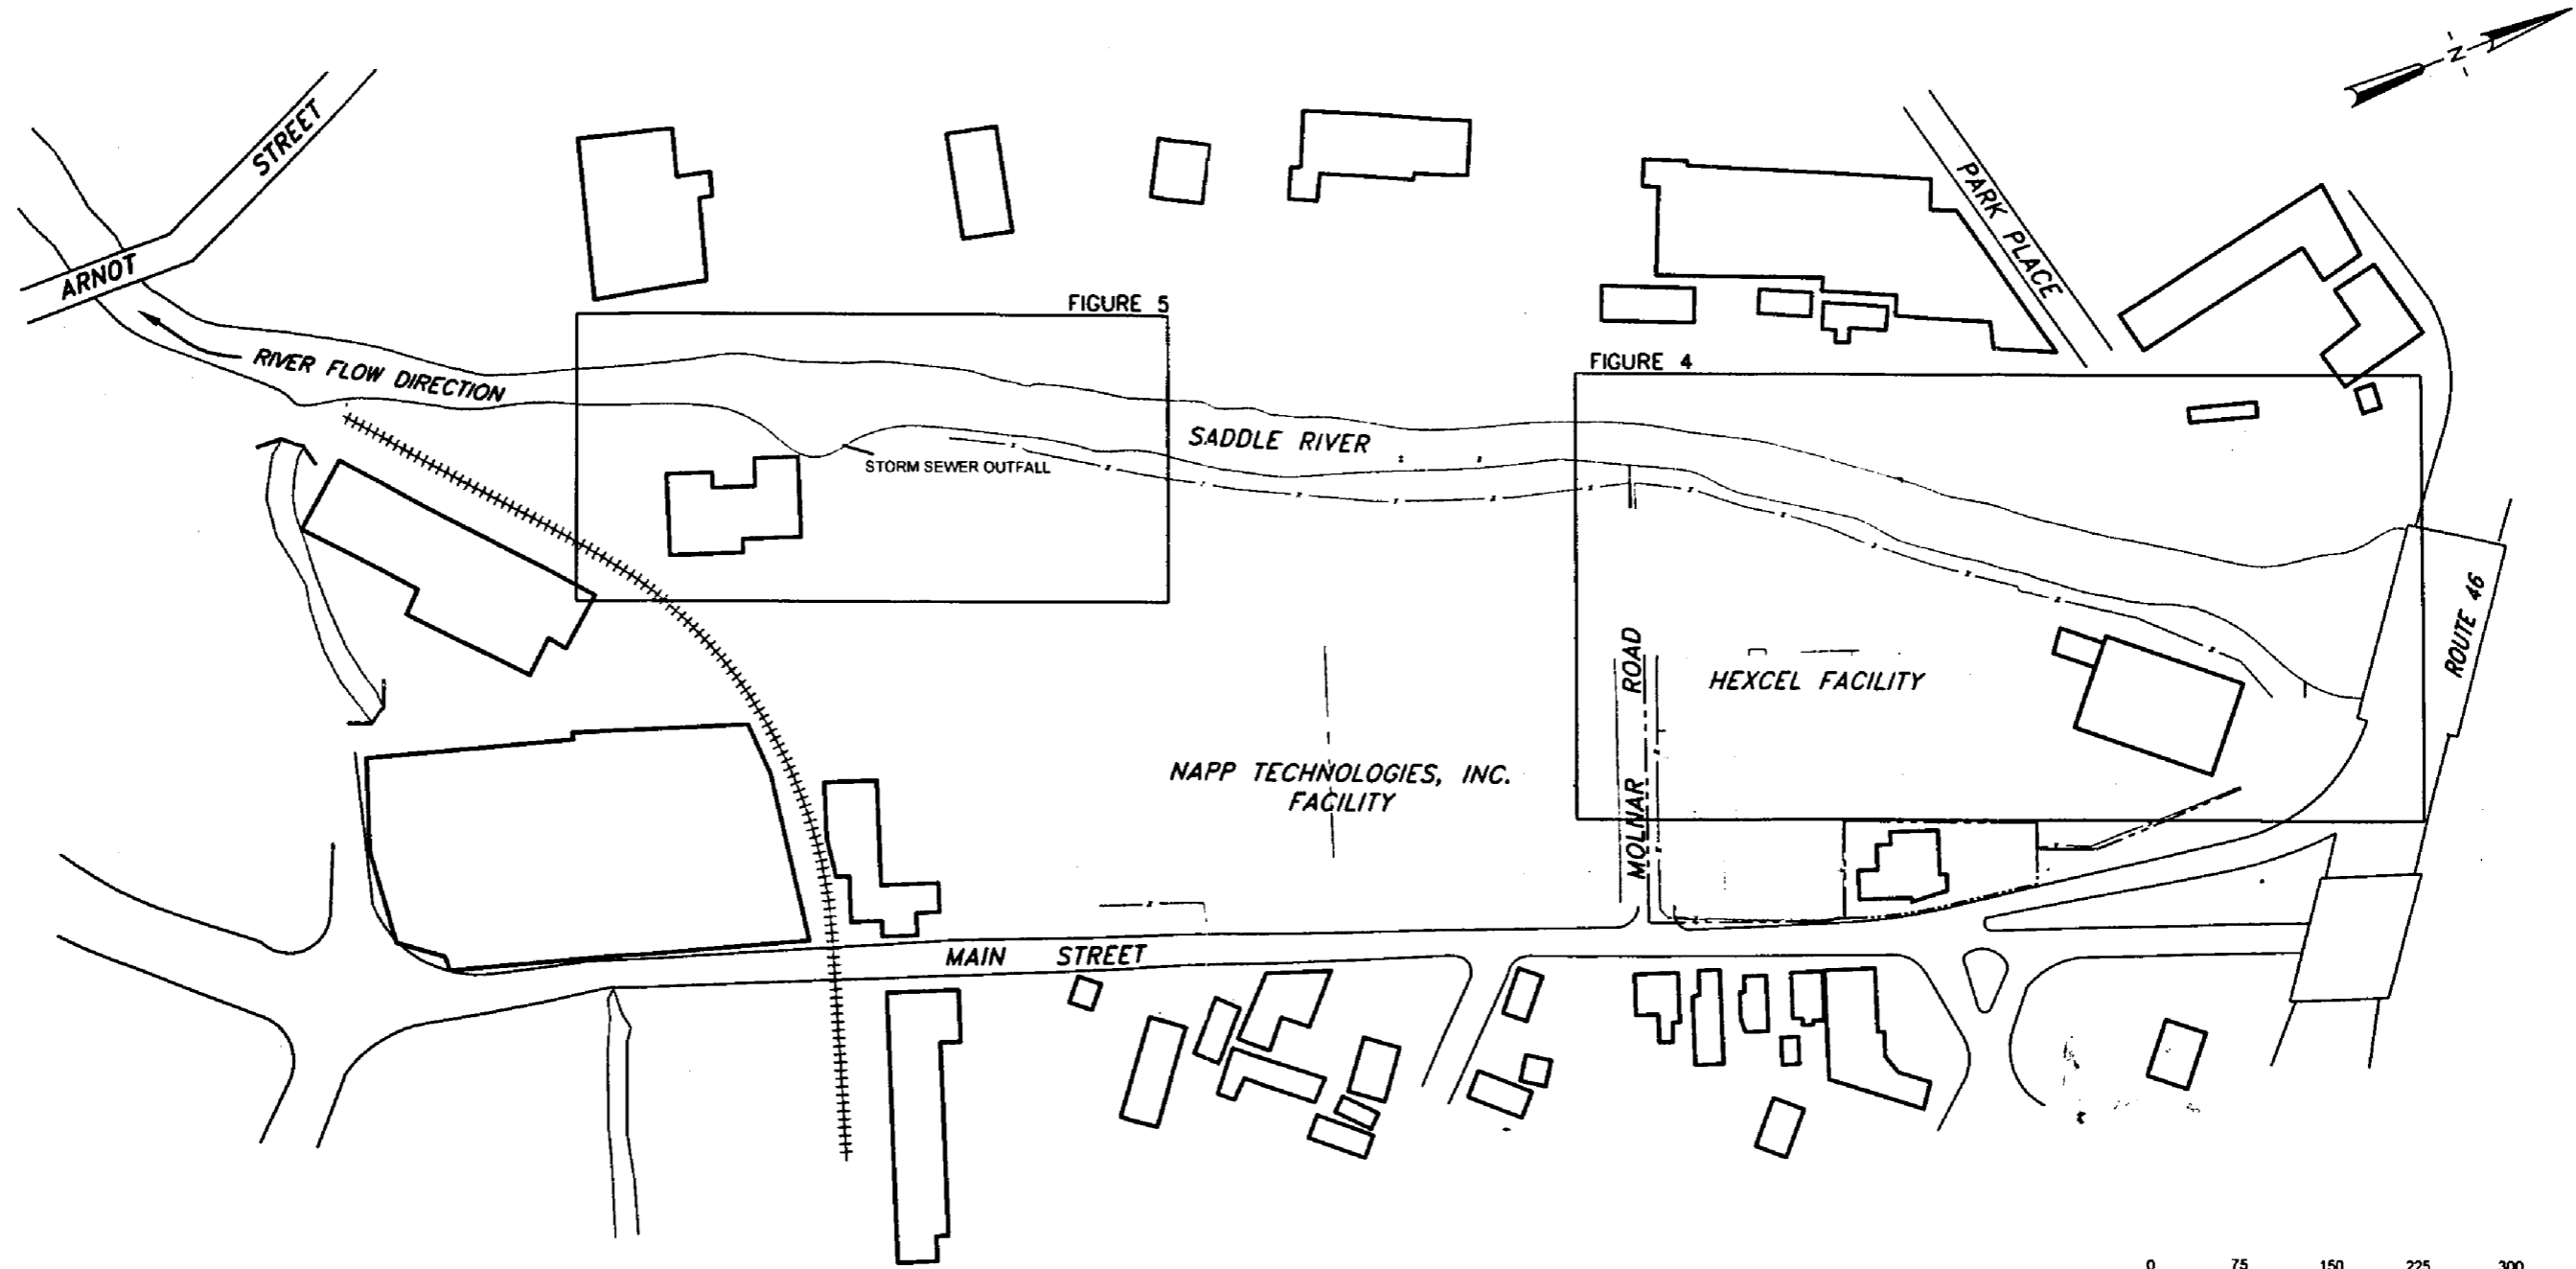 N
STREET
ARNOT
PARK PLACE
FIGURE 5
RIVER FLOW DIRECTION
FIGURE 4
SADDLE RIVER
STORM SEWER OUTFALL
ROUTE 46
MOLNAR ROAD
HEXCEL FACILITY
NAPP TECHNOLOGIES, INC.
FACILITY
MAIN STREET
0 75 150 225 300